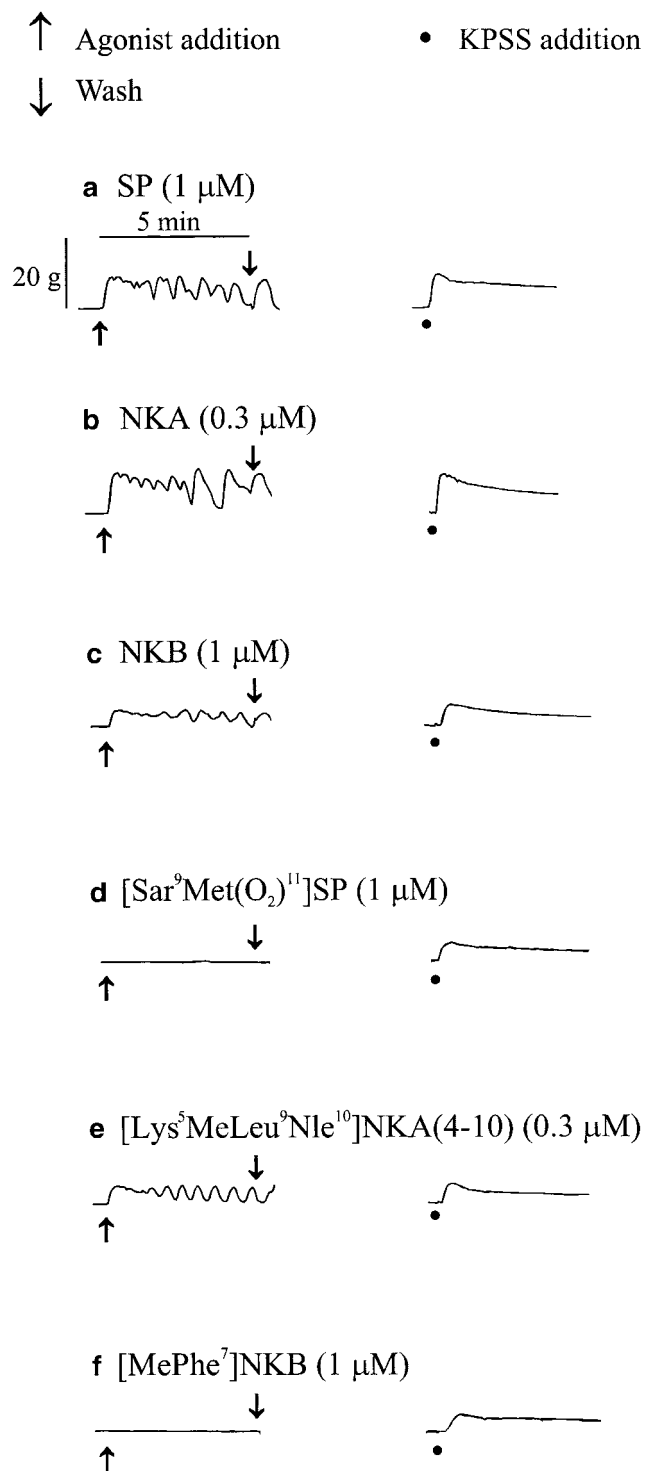 ↑ Agonist addition • KPSS addition
↓ Wash
a SP (1 μM)
5 min
20 g
b NKA (0.3 μM)
c NKB (1 μM)
d [Sar⁹Met(O₂)¹¹]SP (1 μM)
e [Lys⁵MeLeu⁹Nle¹⁰]NKA(4-10) (0.3 μM)
f [MePhe⁷]NKB (1 μM)